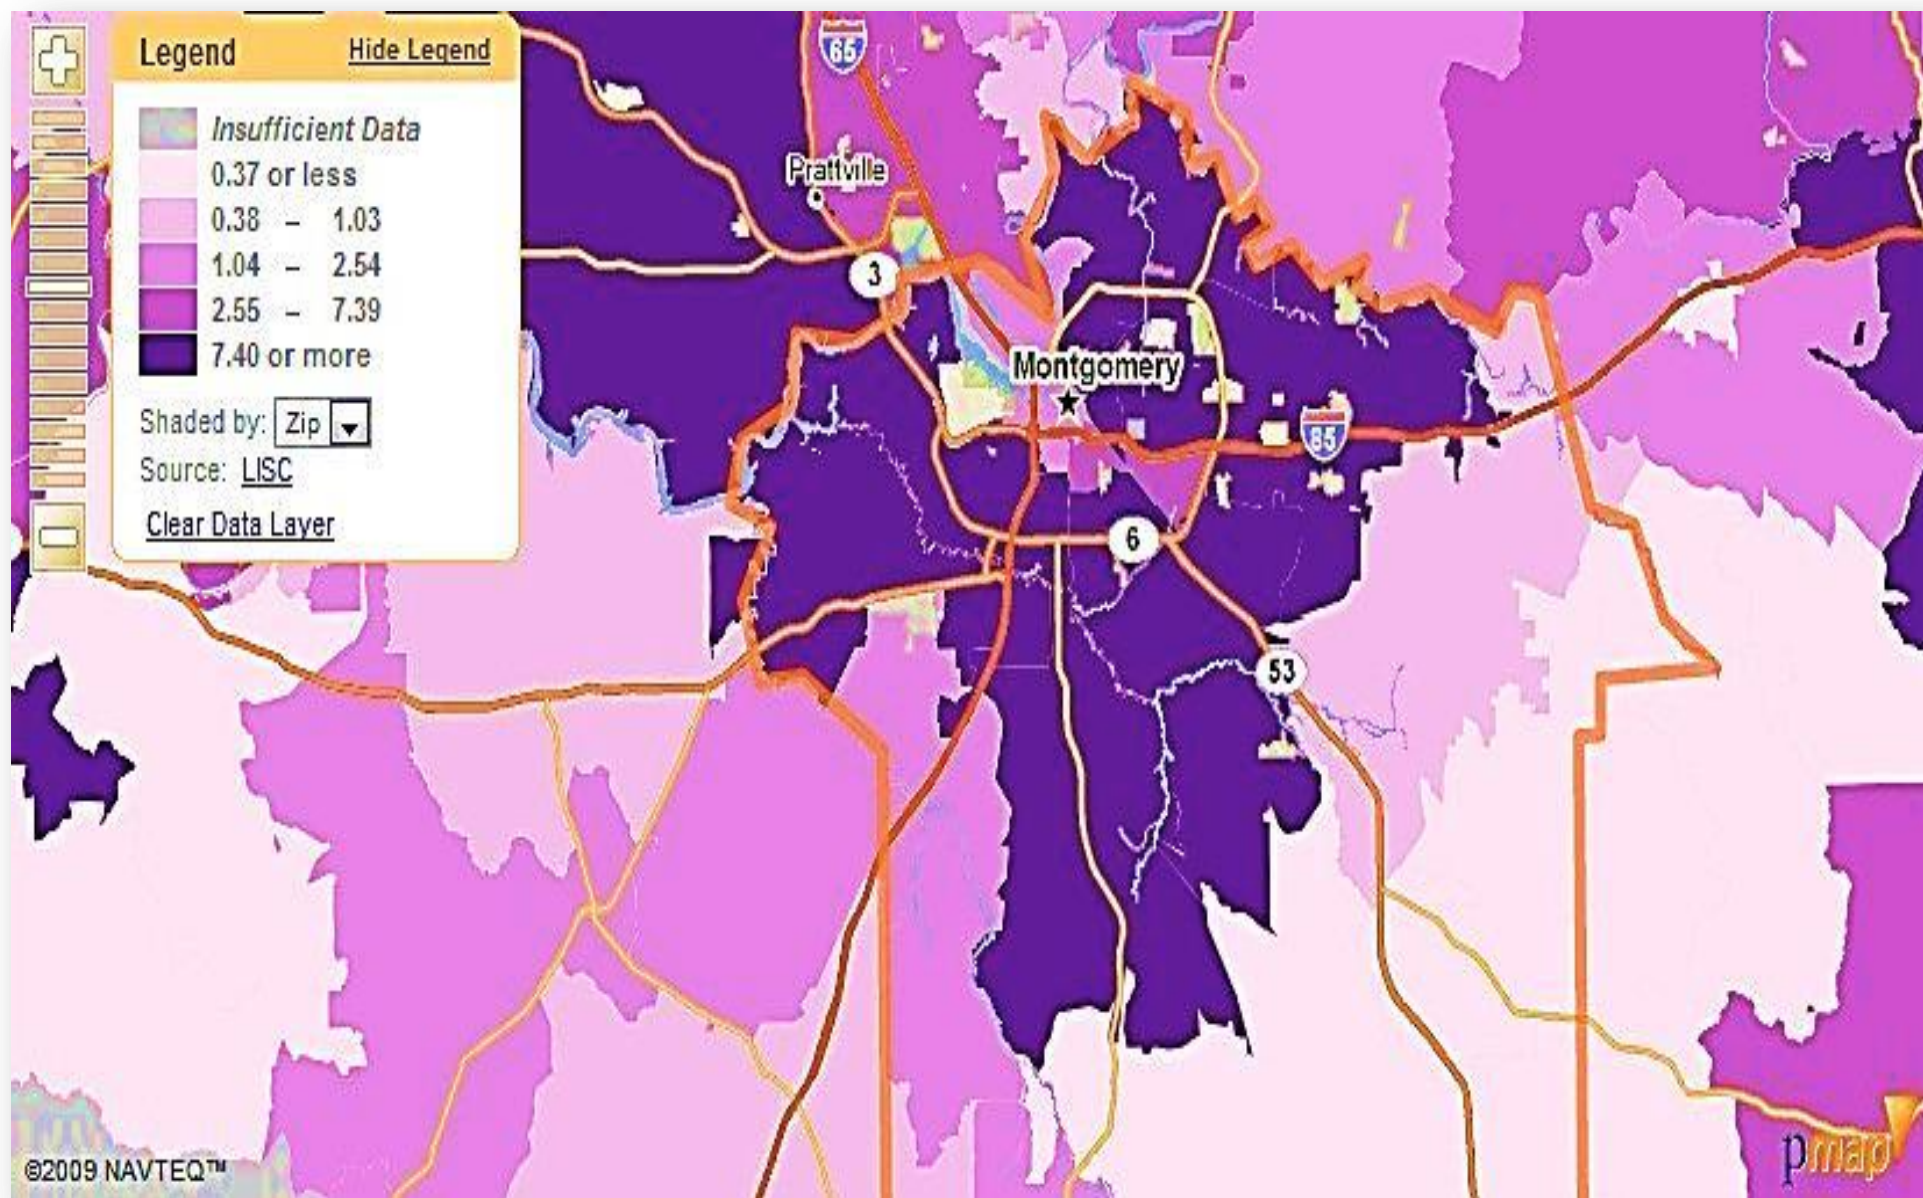 Legend Hide Legend
Insufficient Data
0.37 or less
0.38 – 1.03
1.04 – 2.54
2.55 – 7.39
7.40 or more
Shaded by: Zip
Source: LISC
Clear Data Layer
65
Prattville
3
Montgomery
85
6
53
©2009 NAVTEQ™
pmap